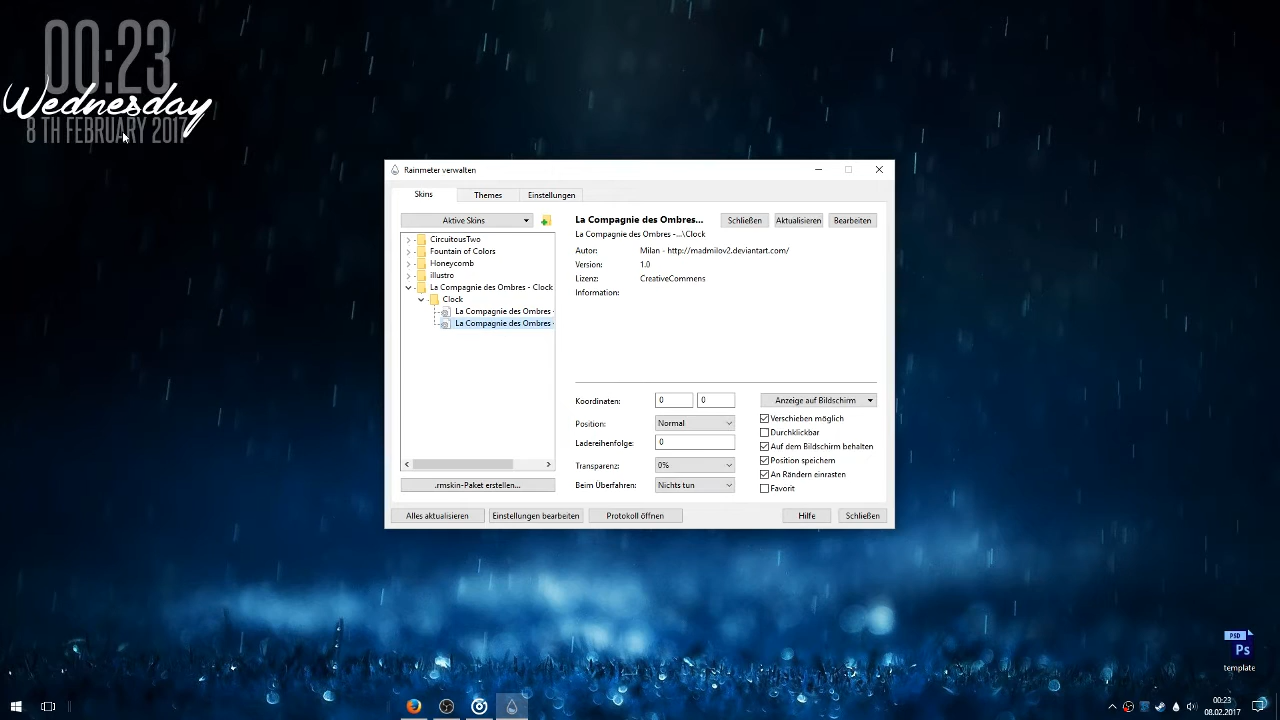 00:23
Wednesday
8 TH FEBRUARY 2017
Rainmeter verwalten
Skins
Themes
Einstellungen
Aktive Skins
CircuitousTwo
Fountain of Colors
Honeycomb
illustro
La Compagnie des Ombres - Clock
Clock
La Compagnie des Ombres -
La Compagnie des Ombres -
.rmskin-Paket erstellen...
La Compagnie des Ombres...
Schließen
Aktualisieren
Bearbeiten
La Compagnie des Ombres -...\Clock
Autor: Milan - http://madmilov2.deviantart.com/
Version: 1.0
Lizenz: CreativeCommens
Information:
Koordinaten: 0 0
Position: Normal
Ladereihenfolge: 0
Transparenz: 0%
Beim Überfahren: Nichts tun
Anzeige auf Bildschirm
Verschieben möglich
Durchklickbar
Auf dem Bildschirm behalten
Position speichern
An Rändern einrasten
Favorit
Alles aktualisieren
Einstellungen bearbeiten
Protokoll öffnen
Hilfe
Schließen
PSD
Ps
template
00:23
08.02.2017